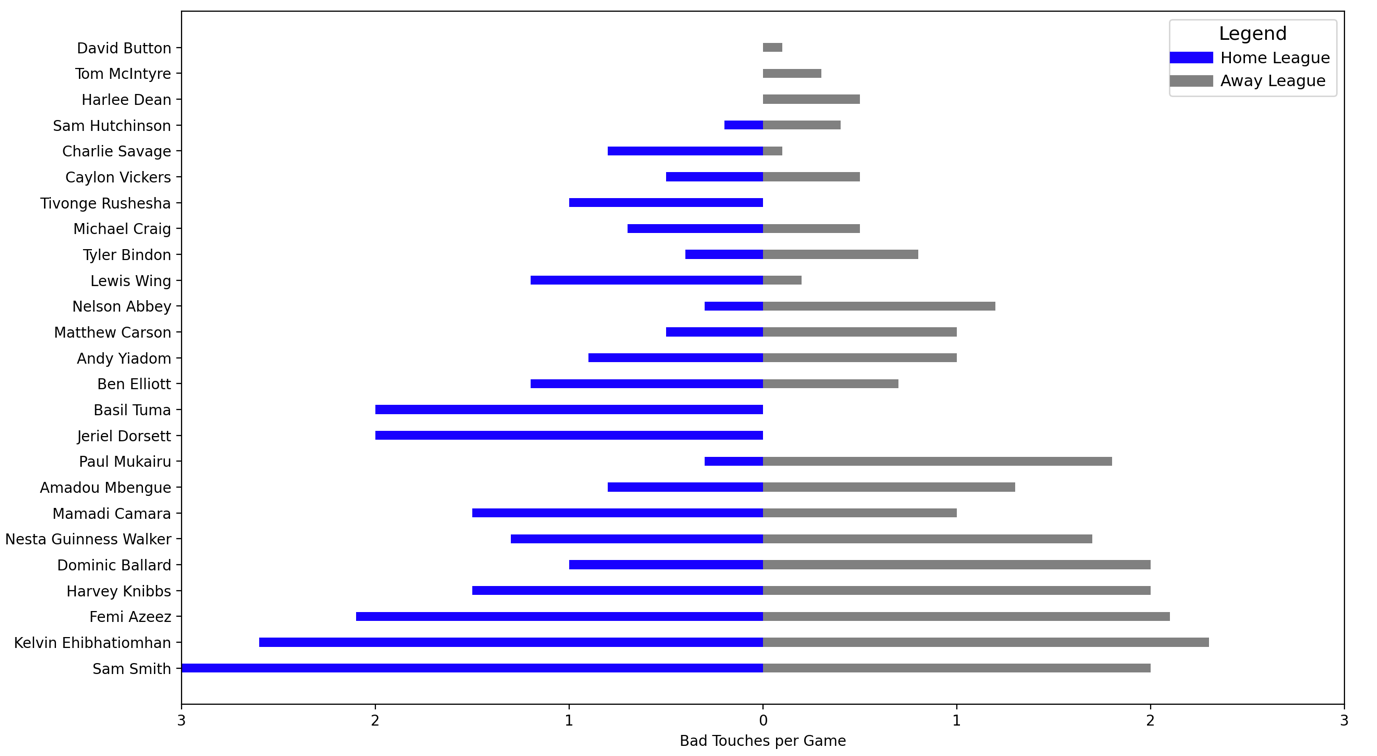 Legend
Home League
Away League
David Button
Tom McIntyre
Harlee Dean
Sam Hutchinson
Charlie Savage
Caylon Vickers
Tivonge Rushesha
Michael Craig
Tyler Bindon
Lewis Wing
Nelson Abbey
Matthew Carson
Andy Yiadom
Ben Elliott
Basil Tuma
Jeriel Dorsett
Paul Mukairu
Amadou Mbengue
Mamadi Camara
Nesta Guinness Walker
Dominic Ballard
Harvey Knibbs
Femi Azeez
Kelvin Ehibhatiomhan
Sam Smith
3 2 1 0 1 2 3
Bad Touches per Game